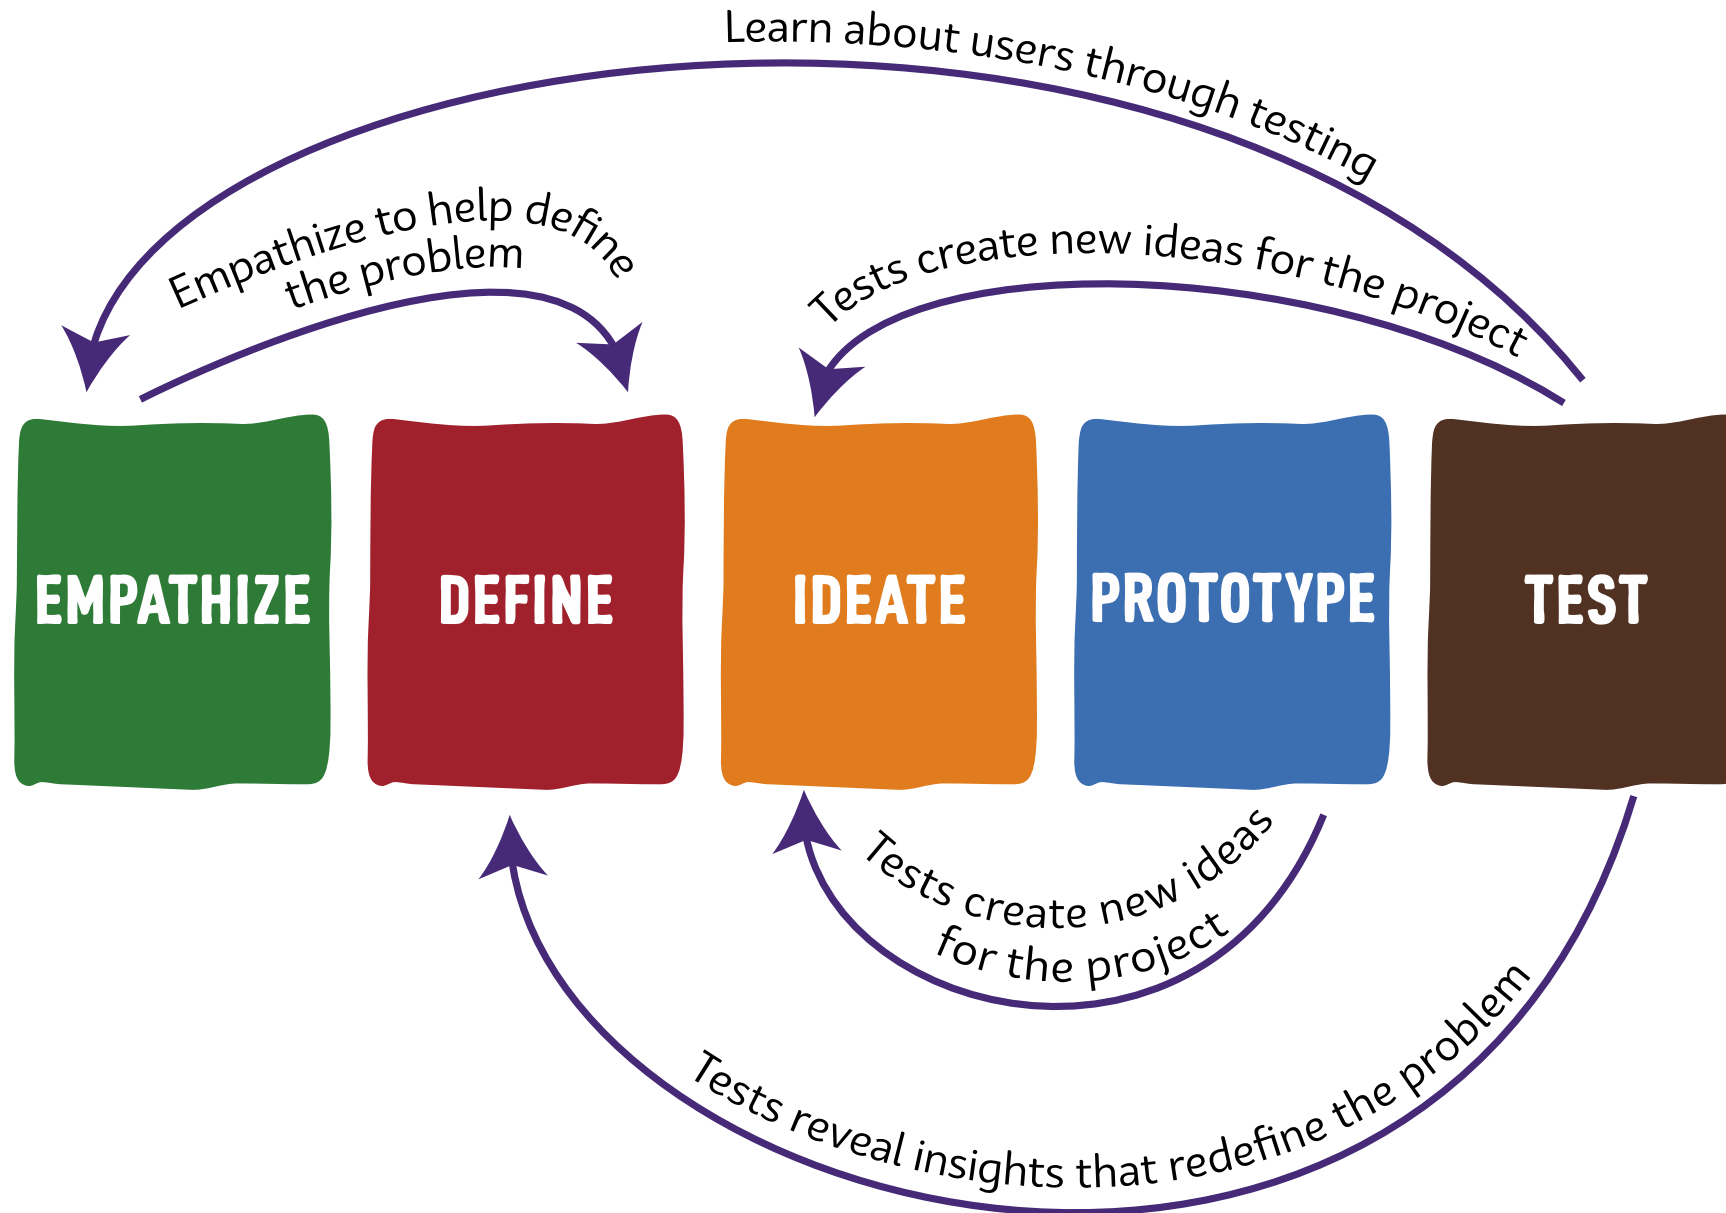 Learn about users through testing
Empathize to help define
the problem
Tests create new ideas for the project
EMPATHIZE
DEFINE
IDEATE
PROTOTYPE
TEST
Tests create new ideas
for the project
Tests reveal insights that redefine the problem